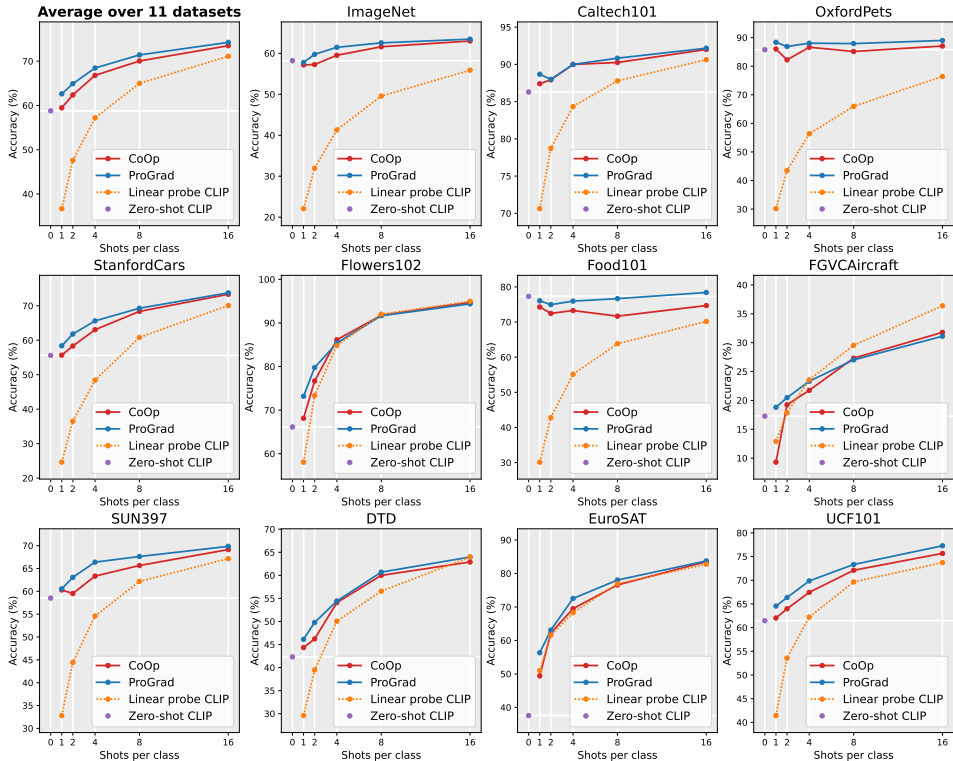 Average over 11 datasets
Accuracy (%)
70
60
50
40
CoOp
ProGrad
Linear probe CLIP
Zero-shot CLIP
0 1 2 4 8 16
Shots per class
ImageNet
Accuracy (%)
60
50
40
30
20
CoOp
ProGrad
Linear probe CLIP
Zero-shot CLIP
0 1 2 4 8 16
Shots per class
Caltech101
Accuracy (%)
95
90
85
80
75
70
CoOp
ProGrad
Linear probe CLIP
Zero-shot CLIP
0 1 2 4 8 16
Shots per class
OxfordPets
Accuracy (%)
90
80
70
60
50
40
30
CoOp
ProGrad
Linear probe CLIP
Zero-shot CLIP
0 1 2 4 8 16
Shots per class
StanfordCars
Accuracy (%)
70
60
50
40
30
20
CoOp
ProGrad
Linear probe CLIP
Zero-shot CLIP
0 1 2 4 8 16
Shots per class
Flowers102
Accuracy (%)
100
90
80
70
60
CoOp
ProGrad
Linear probe CLIP
Zero-shot CLIP
0 1 2 4 8 16
Shots per class
Food101
Accuracy (%)
80
70
60
50
40
30
CoOp
ProGrad
Linear probe CLIP
Zero-shot CLIP
0 1 2 4 8 16
Shots per class
FGVCAircraft
Accuracy (%)
40
35
30
25
20
15
10
CoOp
ProGrad
Linear probe CLIP
Zero-shot CLIP
0 1 2 4 8 16
Shots per class
SUN397
Accuracy (%)
70
65
60
55
50
45
40
35
30
CoOp
ProGrad
Linear probe CLIP
Zero-shot CLIP
0 1 2 4 8 16
Shots per class
DTD
Accuracy (%)
70
65
60
55
50
45
40
35
30
CoOp
ProGrad
Linear probe CLIP
Zero-shot CLIP
0 1 2 4 8 16
Shots per class
EuroSAT
Accuracy (%)
90
80
70
60
50
40
CoOp
ProGrad
Linear probe CLIP
Zero-shot CLIP
0 1 2 4 8 16
Shots per class
UCF101
Accuracy (%)
80
75
70
65
60
55
50
45
40
CoOp
ProGrad
Linear probe CLIP
Zero-shot CLIP
0 1 2 4 8 16
Shots per class